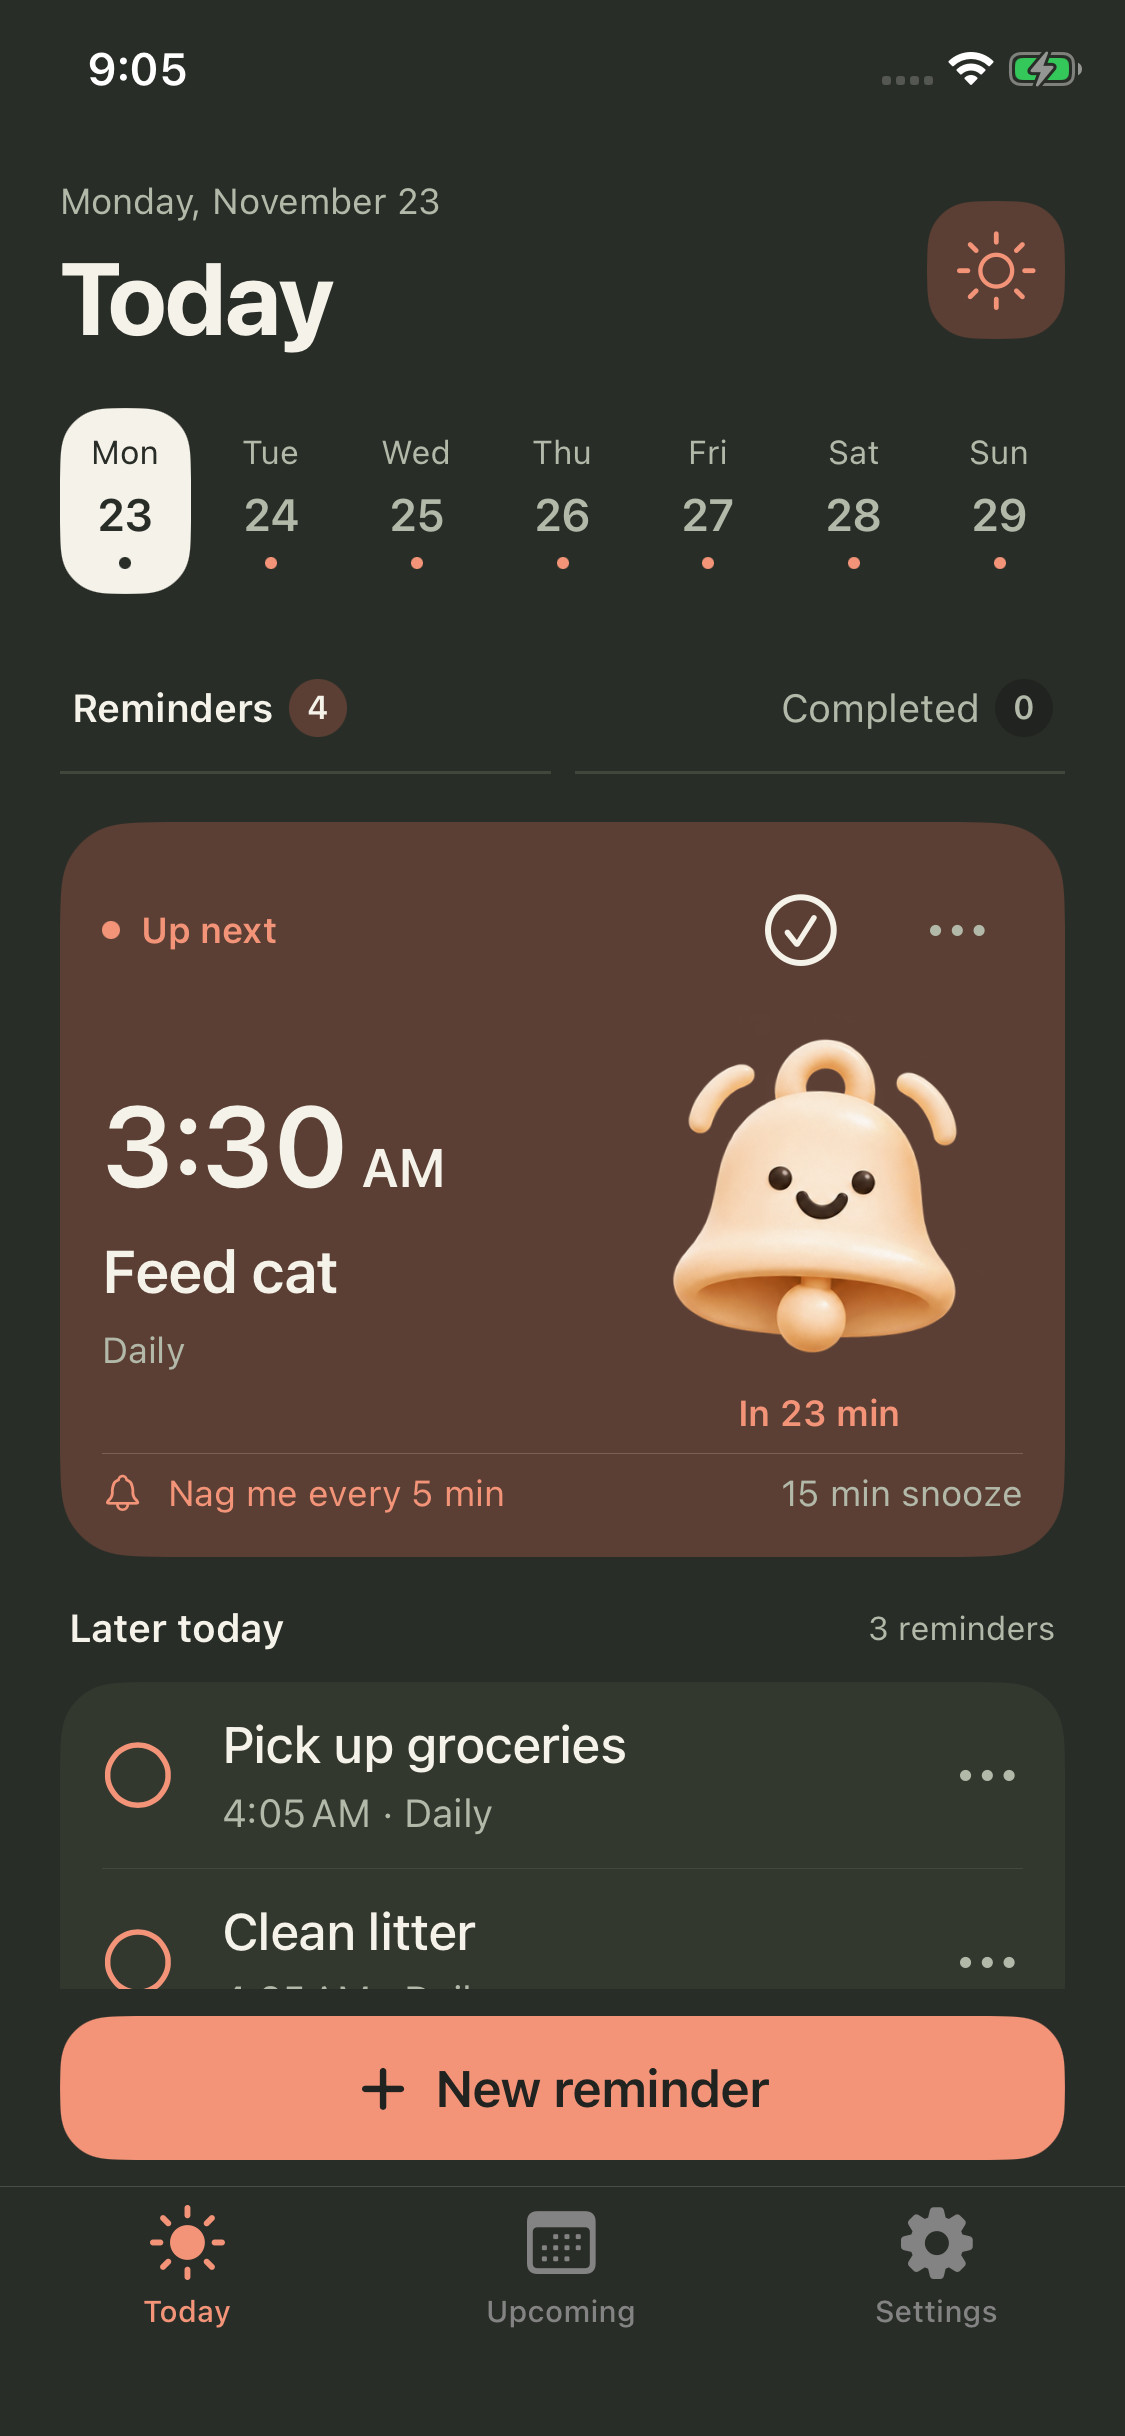 9:05
Monday, November 23
Today
Mon Tue Wed Thu Fri Sat Sun
23 24 25 26 27 28 29
Reminders 4 Completed 0
Up next
3:30 AM
Feed cat
Daily
In 23 min
Nag me every 5 min 15 min snooze
Later today 3 reminders
Pick up groceries
4:05 AM · Daily
Clean litter
New reminder
Today Upcoming Settings